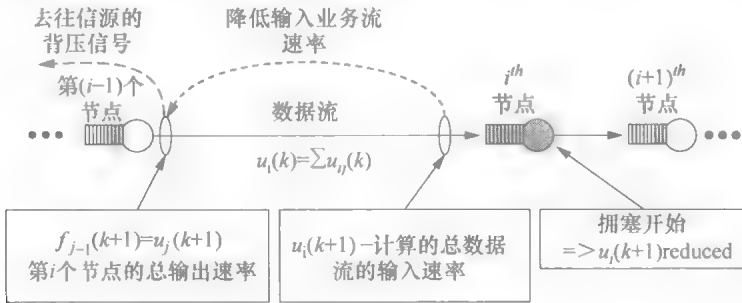 去往信源的
背压信号
降低输入业务流
速率
第(i−1)个
节点
数据流
u_i(k)=∑u_ij(k)
i^th
节点
(i+1)^th
节点
f_{j−1}(k+1)=u_j(k+1)
第i个节点的总输出速率
u_i(k+1)−计算的总数据
流的输入速率
拥塞开始
=>u_i(k+1)reduced